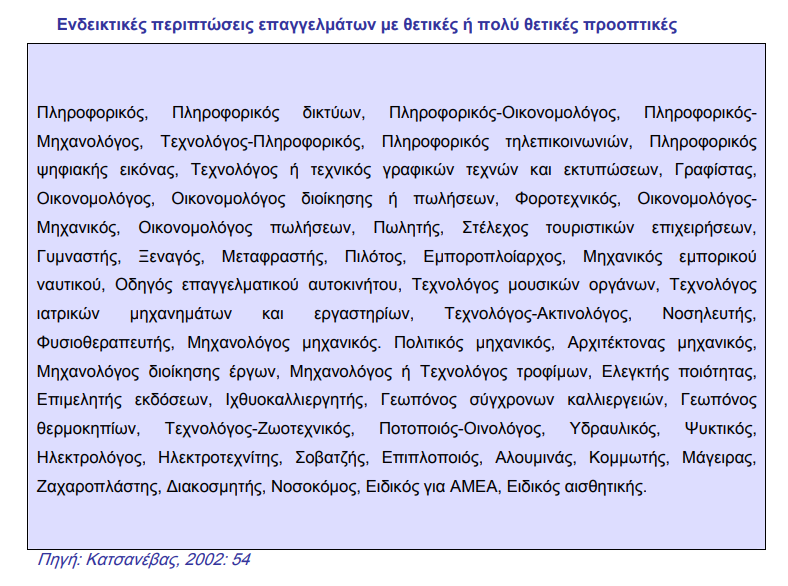 Ενδεικτικές περιπτώσεις επαγγελμάτων με θετικές ή πολύ θετικές προοπτικές
Πληροφορικός, Πληροφορικός δικτύων, Πληροφορικός-Οικονομολόγος, Πληροφορικός-
Μηχανολόγος, Τεχνολόγος-Πληροφορικός, Πληροφορικός τηλεπικοινωνιών, Πληροφορικός
ψηφιακής εικόνας, Τεχνολόγος ή τεχνικός γραφικών τεχνών και εκτυπώσεων, Γραφίστας,
Οικονομολόγος, Οικονομολόγος διοίκησης ή πωλήσεων, Φοροτεχνικός, Οικονομολόγος-
Μηχανικός, Οικονομολόγος πωλήσεων, Πωλητής, Στέλεχος τουριστικών επιχειρήσεων,
Γυμναστής, Ξεναγός, Μεταφραστής, Πιλότος, Εμποροπλοίαρχος, Μηχανικός εμπορικού
ναυτικού, Οδηγός επαγγελματικού αυτοκινήτου, Τεχνολόγος μουσικών οργάνων, Τεχνολόγος
ιατρικών μηχανημάτων και εργαστηρίων, Τεχνολόγος-Ακτινολόγος, Νοσηλευτής,
Φυσιοθεραπευτής, Μηχανολόγος μηχανικός. Πολιτικός μηχανικός, Αρχιτέκτονας μηχανικός,
Μηχανολόγος διοίκησης έργων, Μηχανολόγος ή Τεχνολόγος τροφίμων, Ελεγκτής ποιότητας,
Επιμελητής εκδόσεων, Ιχθυοκαλλιεργητής, Γεωπόνος σύγχρονων καλλιεργειών, Γεωπόνος
θερμοκηπίων, Τεχνολόγος-Ζωοτεχνικός, Ποτοποιός-Οινολόγος, Υδραυλικός, Ψυκτικός,
Ηλεκτρολόγος, Ηλεκτροτεχνίτης, Σοβατζής, Επιπλοποιός, Αλουμινάς, Κομμωτής, Μάγειρας,
Ζαχαροπλάστης, Διακοσμητής, Νοσοκόμος, Ειδικός για ΑΜΕΑ, Ειδικός αισθητικής.
Πηγή: Κατσανέβας, 2002: 54